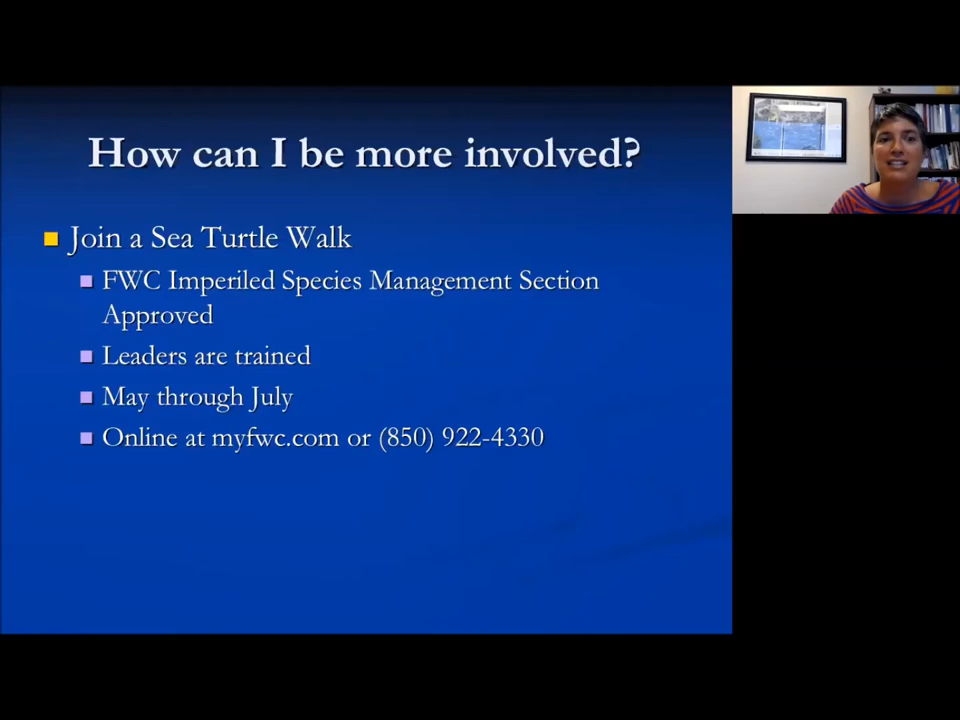 How can I be more involved?
Join a Sea Turtle Walk
FWC Imperiled Species Management Section
Approved
Leaders are trained
May through July
Online at myfwc.com or (850) 922-4330